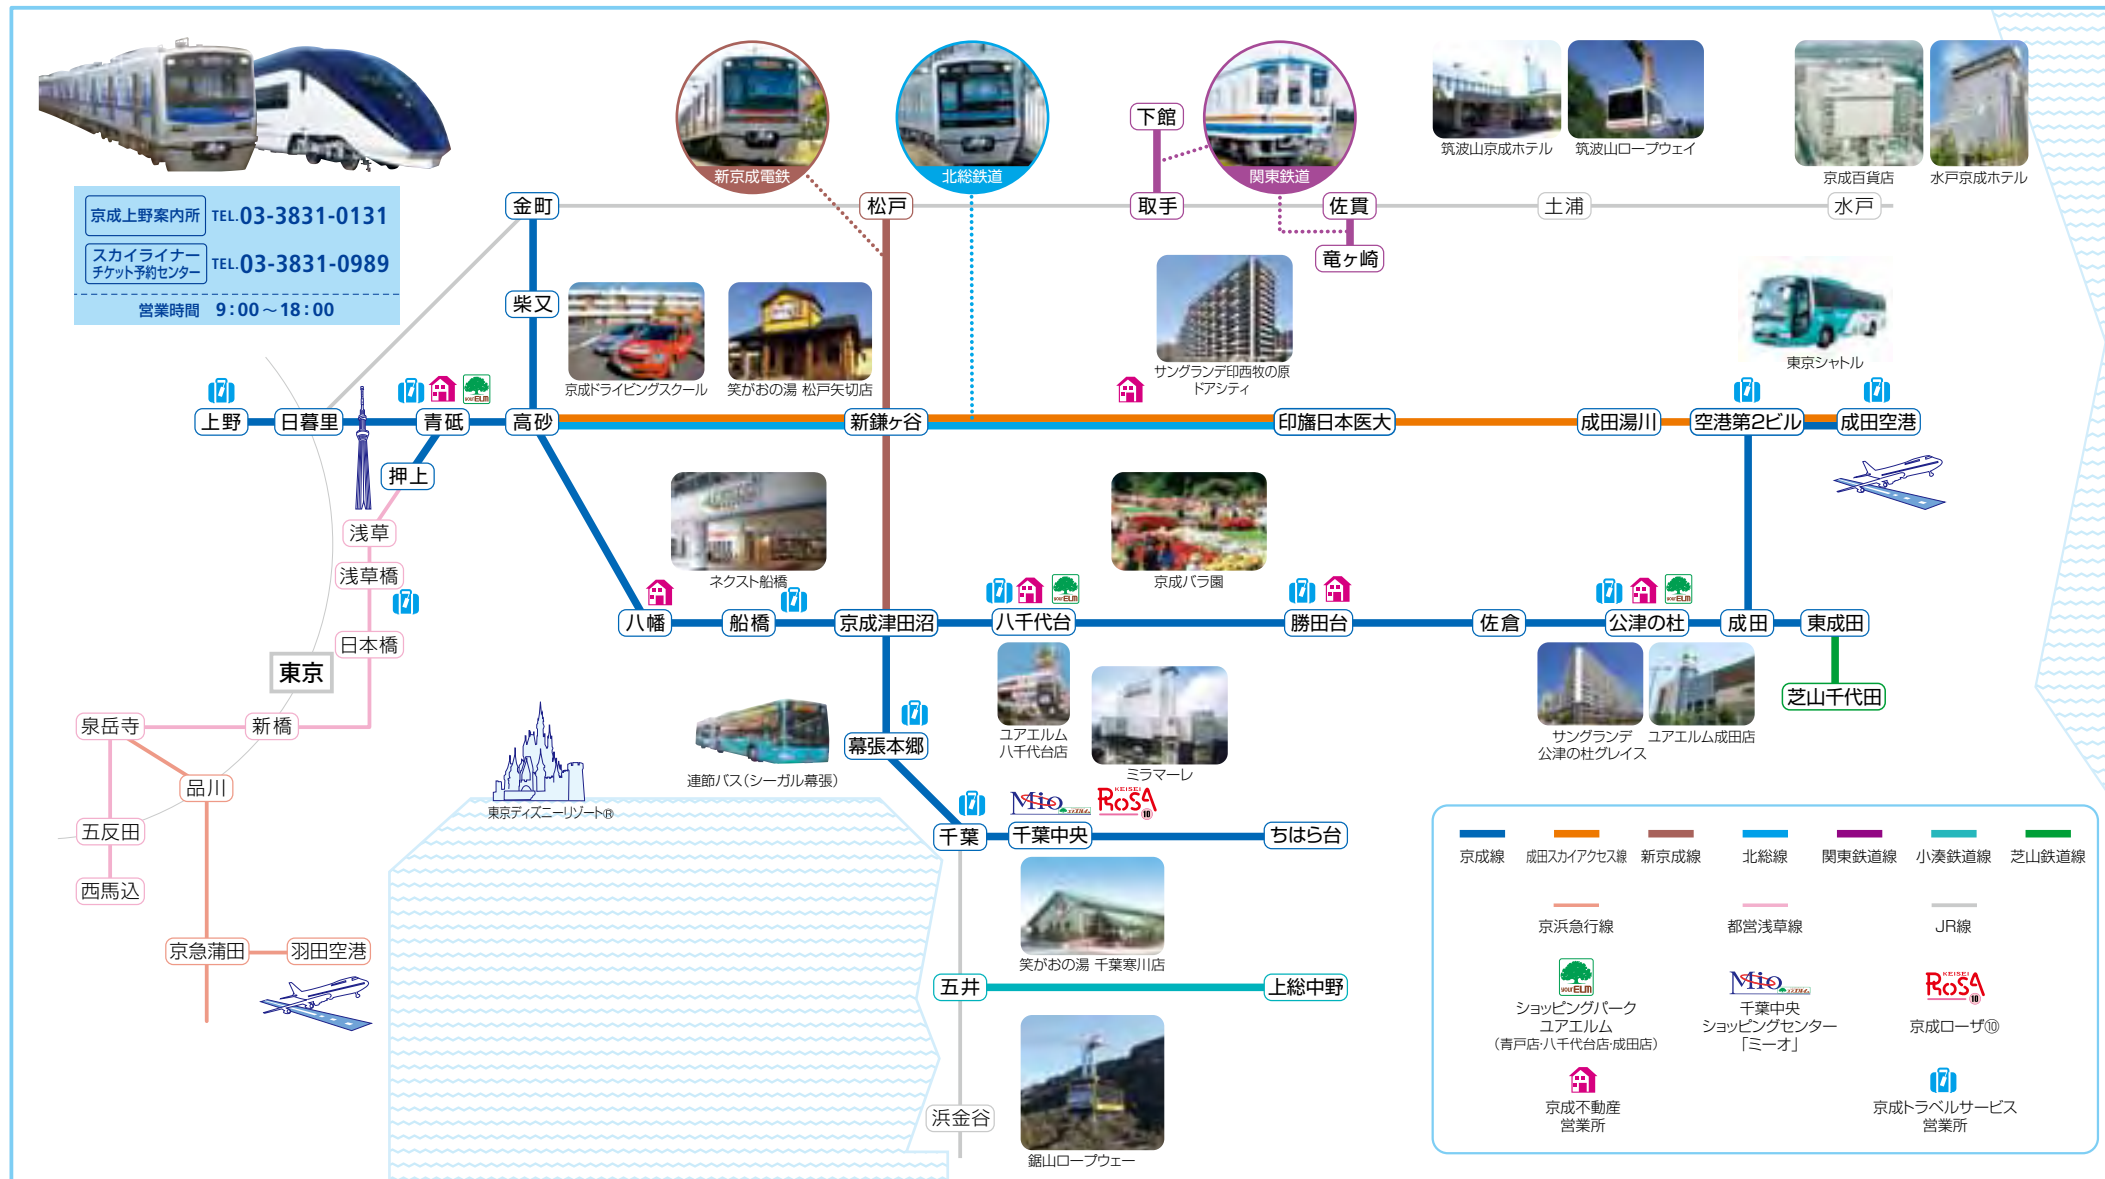 新京成電鉄
北総鉄道
関東鉄道
下館
筑波山京成ホテル
筑波山ロープウェイ
京成百貨店
水戸京成ホテル
京成上野案内所 TEL.03-3831-0131
スカイライナー
チケット予約センター TEL.03-3831-0989
営業時間 9:00～18:00
金町
松戸
取手
佐貫
土浦
水戸
竜ヶ崎
柴又
京成ドライビングスクール
笑がおの湯 松戸矢切店
サングランデ印西牧の原
ドアシティ
東京シャトル
yourELM
上野
日暮里
青砥
高砂
新鎌ヶ谷
印旛日本医大
成田湯川
空港第2ビル
成田空港
押上
浅草
浅草橋
日本橋
東京
ネクスト船橋
京成バラ園
yourELM
yourELM
八幡
船橋
京成津田沼
八千代台
勝田台
佐倉
公津の杜
成田
東成田
芝山千代田
泉岳寺
新橋
品川
五反田
西馬込
京急蒲田
羽田空港
東京ディズニーリゾート®
連節バス(シーガル幕張)
幕張本郷
ユアエルム
八千代台店
ミラマーレ
サングランデ
公津の杜グレイス
ユアエルム成田店
Mio
KEISEI
ROSA
10
千葉
千葉中央
ちはら台
笑がおの湯 千葉寒川店
五井
上総中野
浜金谷
鋸山ロープウェー
京成線
成田スカイアクセス線
新京成線
北総線
関東鉄道線
小湊鉄道線
芝山鉄道線
京浜急行線
都営浅草線
JR線
yourELM
ショッピングパーク
ユアエルム
(青戸店・八千代台店・成田店)
Mio
千葉中央
ショッピングセンター
「ミーオ」
KEISEI
ROSA
10
京成ローザ⑩
京成不動産
営業所
京成トラベルサービス
営業所